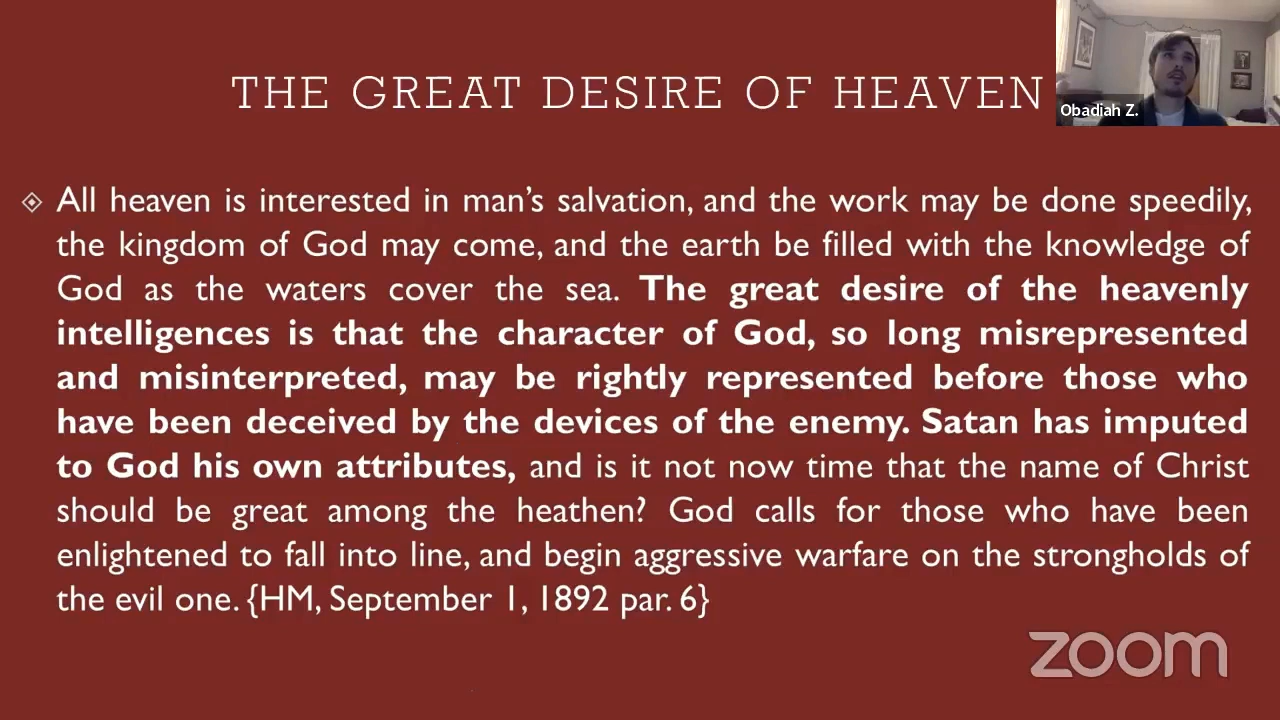 THE GREAT DESIRE OF HEAVEN
Obadiah Z.
All heaven is interested in man’s salvation, and the work may be done speedily,
the kingdom of God may come, and the earth be filled with the knowledge of
God as the waters cover the sea. The great desire of the heavenly
intelligences is that the character of God, so long misrepresented
and misinterpreted, may be rightly represented before those who
have been deceived by the devices of the enemy. Satan has imputed
to God his own attributes, and is it not now time that the name of Christ
should be great among the heathen? God calls for those who have been
enlightened to fall into line, and begin aggressive warfare on the strongholds of
the evil one. {HM, September 1, 1892 par. 6}
zoom